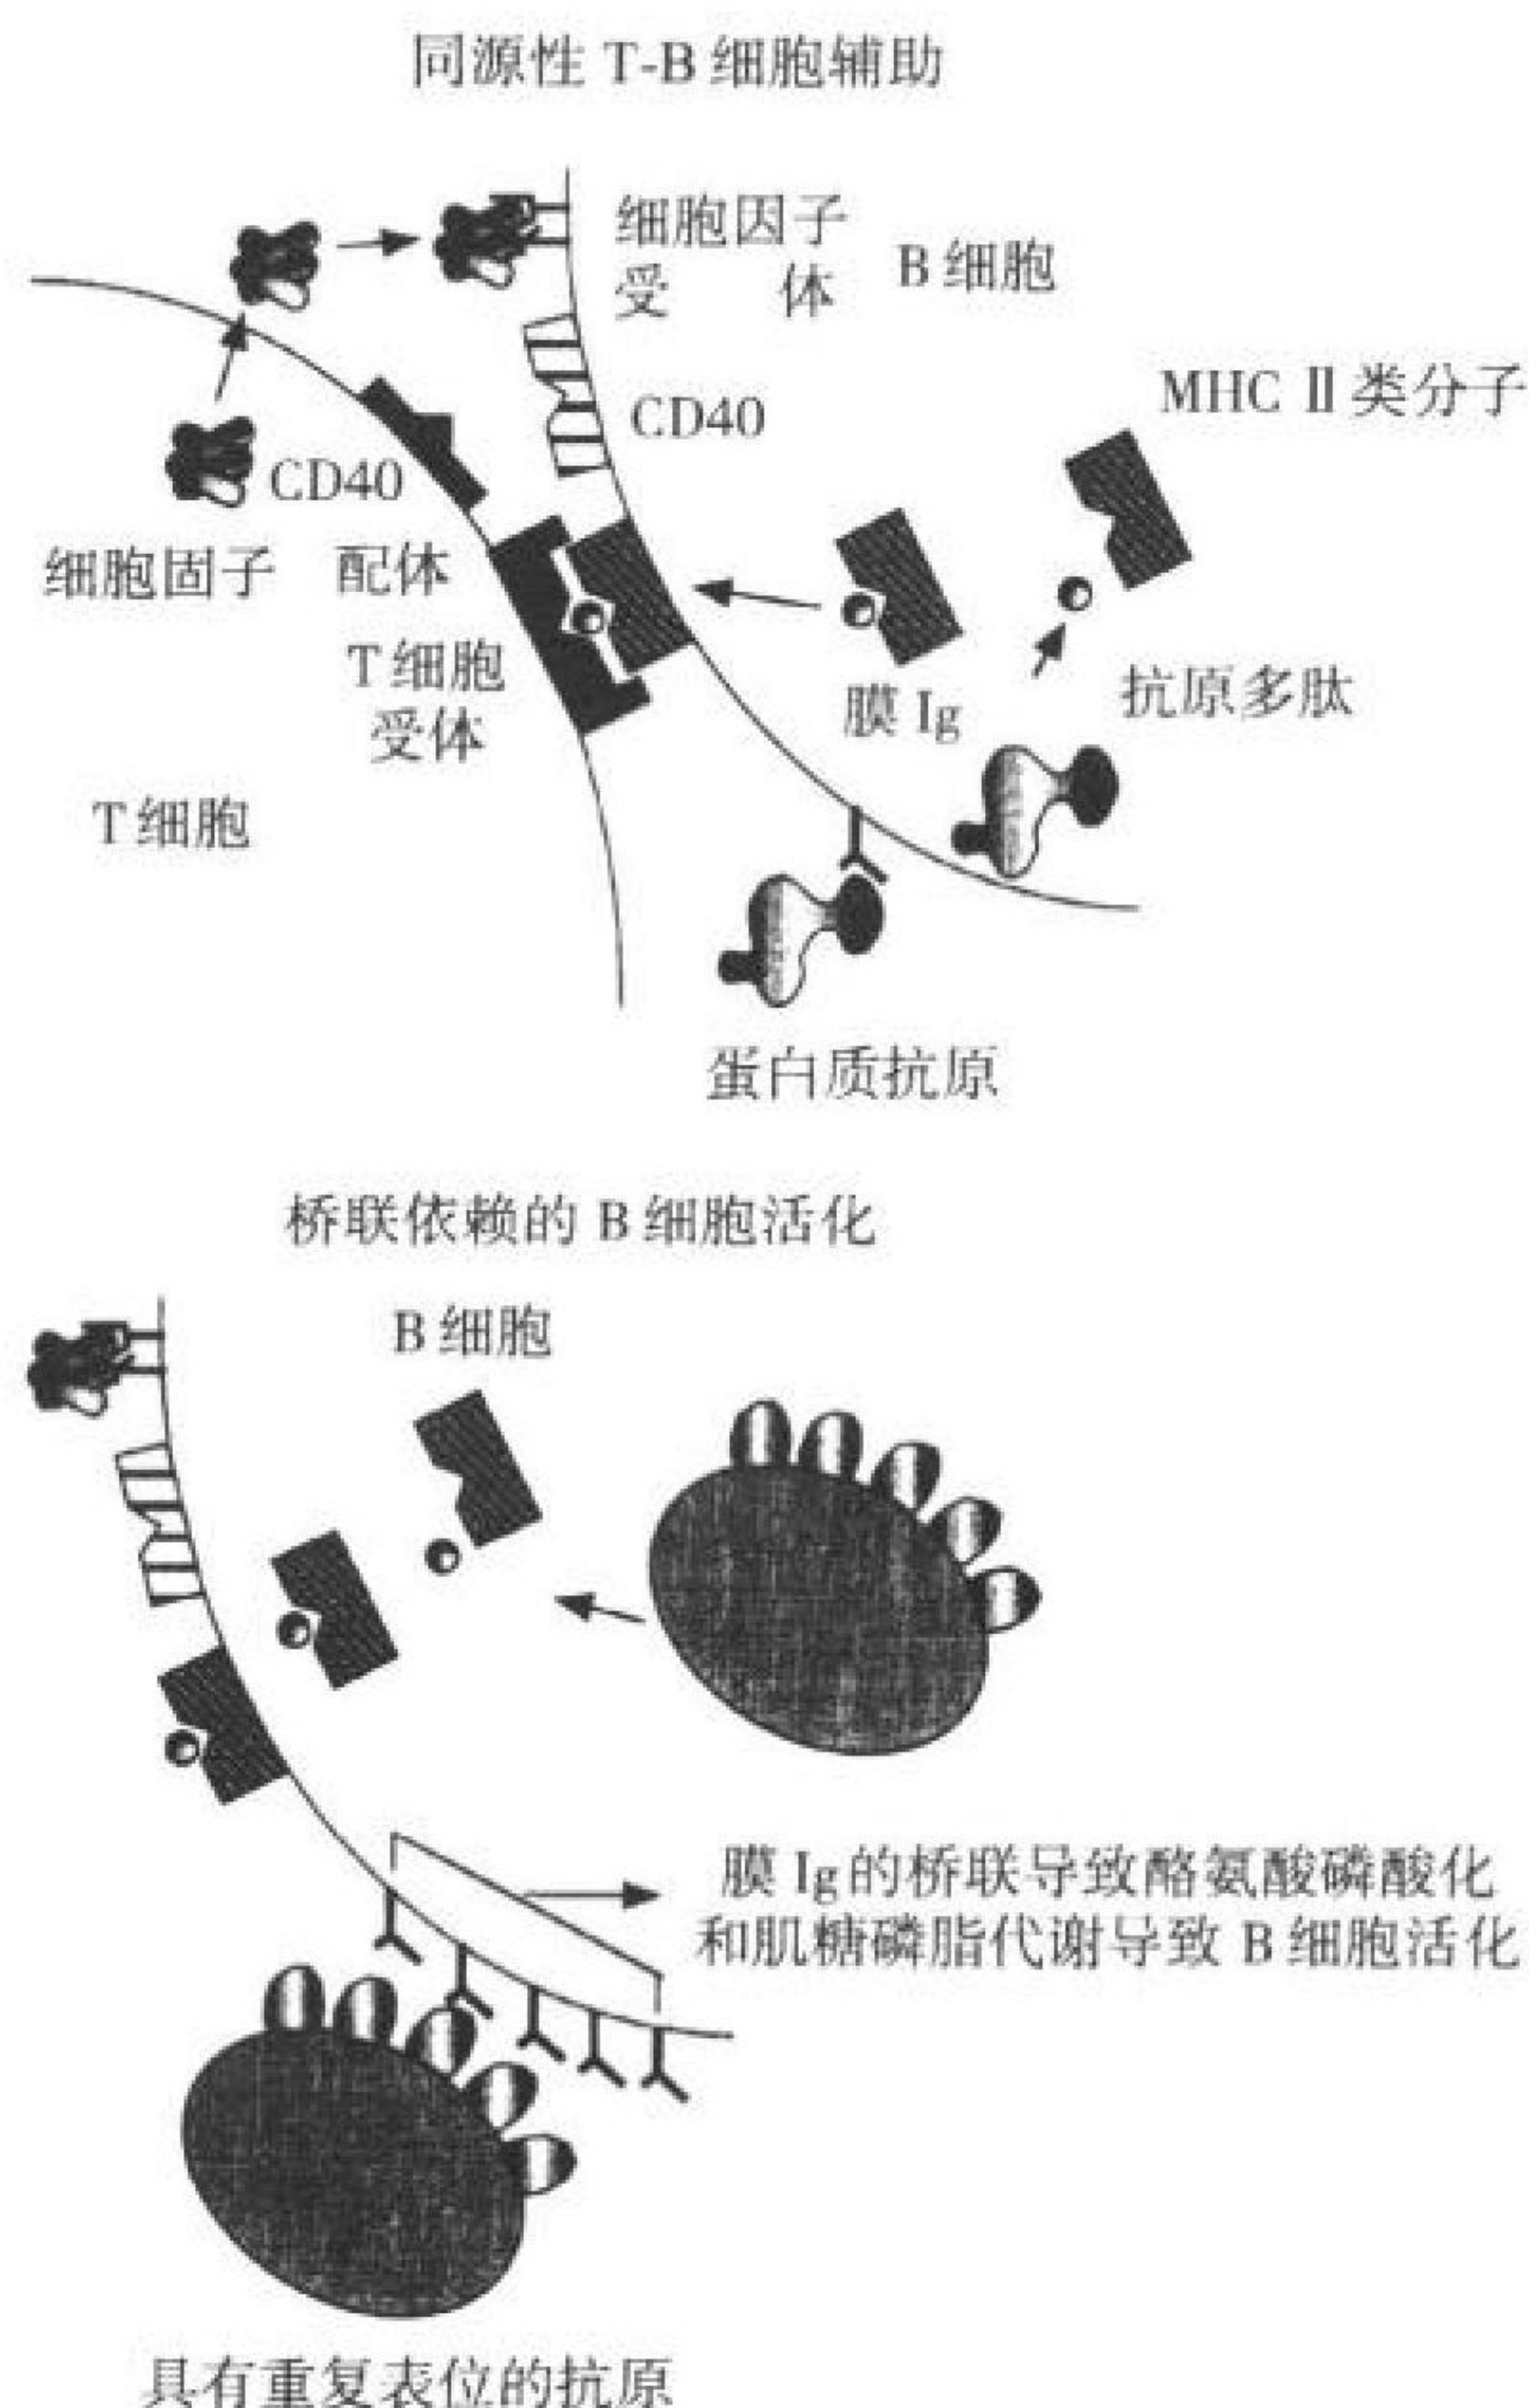 同源性 T-B 细胞辅助
细胞因子
受 体
B 细胞
MHC Ⅱ 类分子
CD40
CD40
细胞固子 配体
T 细胞
受体
膜 Ig
抗原多肽
T 细胞
蛋白质抗原
桥联依赖的 B 细胞活化
B 细胞
膜 Ig 的桥联导致酪氨酸磷酸化
和肌糖磷脂代谢导致 B 细胞活化
具有重复表位的抗原